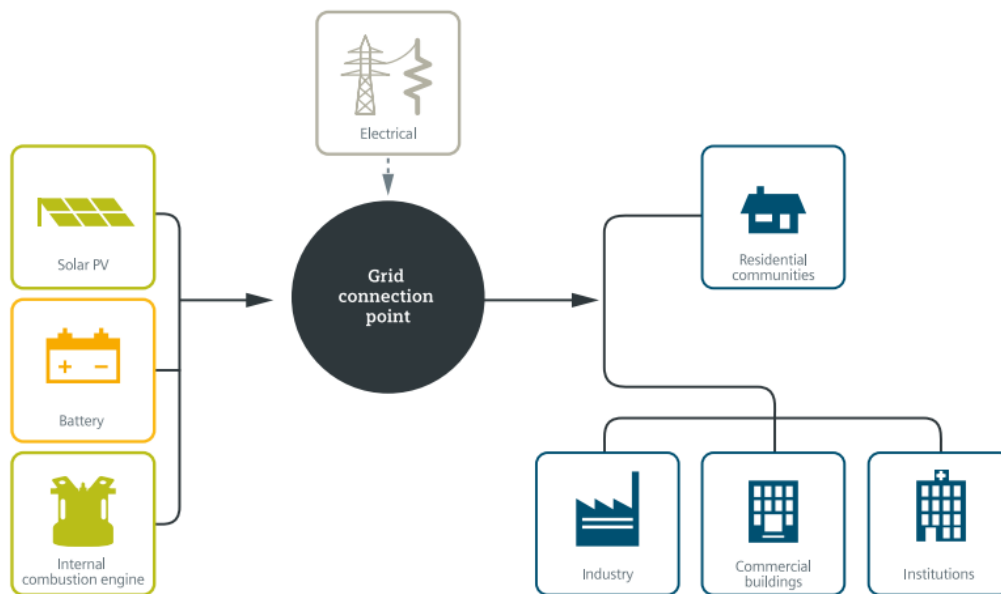 Electrical
Solar PV
Grid
connection
point
Residential
communities
+ −
Battery
Internal
combustion engine
Industry
Commercial
buildings
Institutions